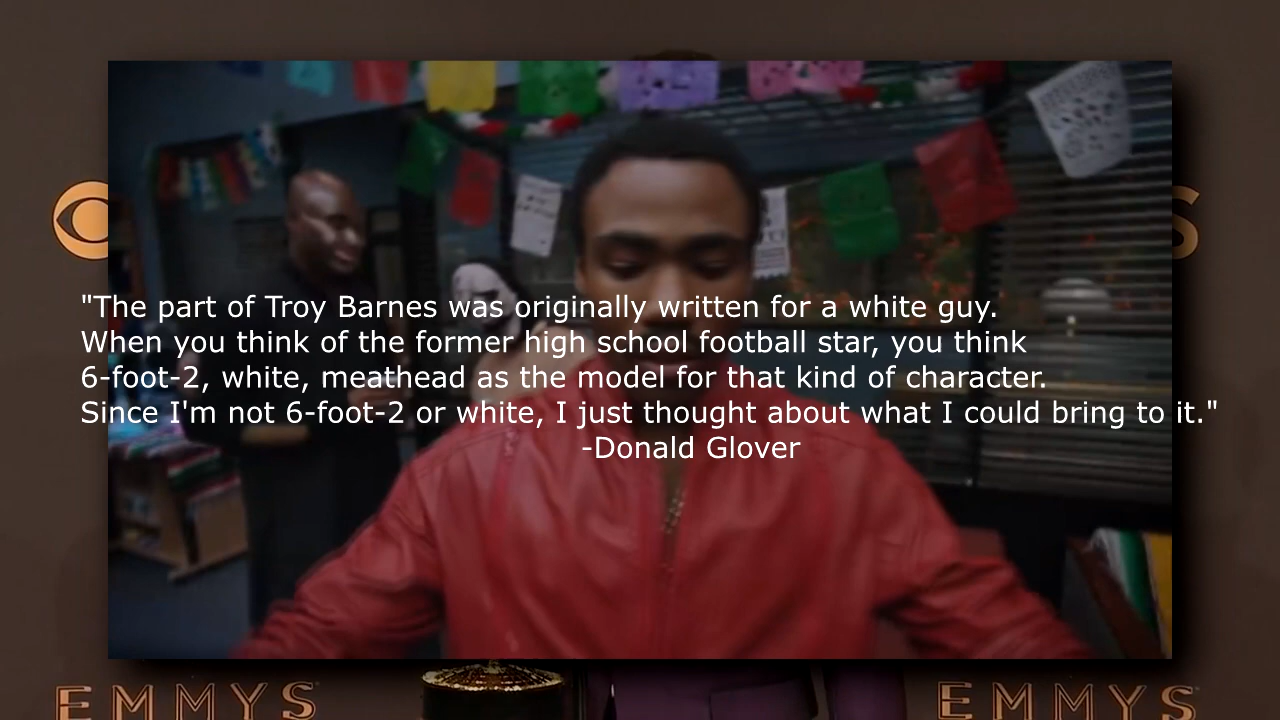 "The part of Troy Barnes was originally written for a white guy.
When you think of the former high school football star, you think
6-foot-2, white, meathead as the model for that kind of character.
Since I'm not 6-foot-2 or white, I just thought about what I could bring to it."
-Donald Glover
S
EMMYS EMMYS